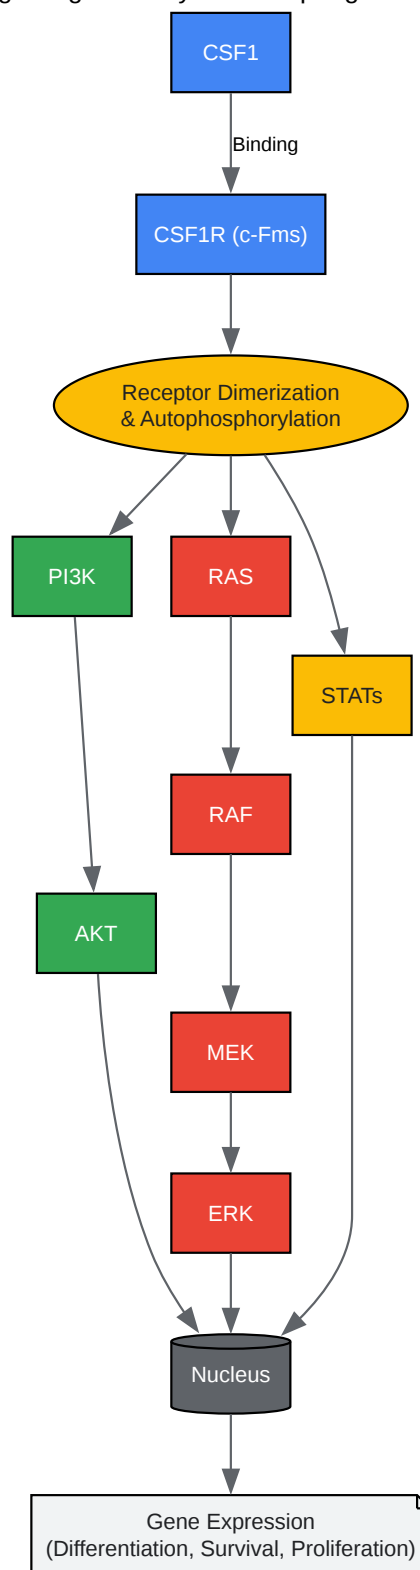 CSF1
Binding
CSF1R (c-Fms)
Receptor Dimerization
& Autophosphorylation
PI3K
RAS
STATs
RAF
AKT
MEK
ERK
Nucleus
Gene Expression
(Differentiation, Survival, Proliferation)